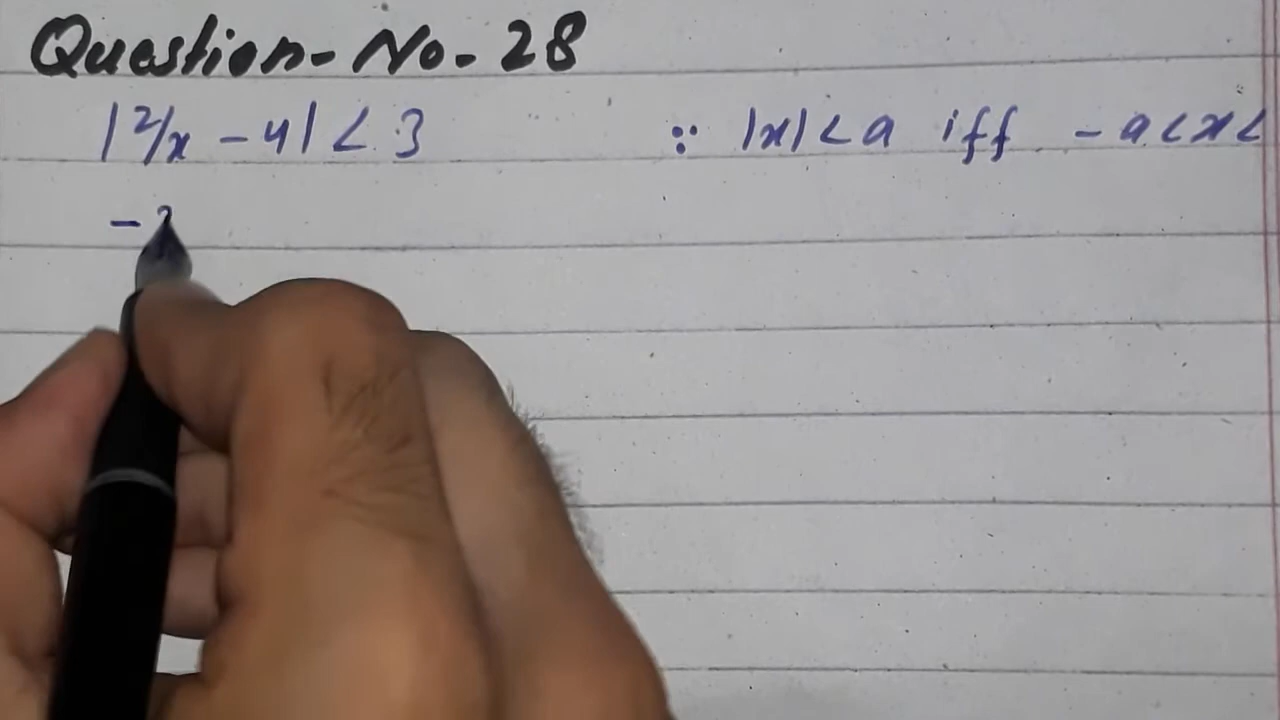 Question-No-28
|2/x - 4| < 3 ∵ |x| < a iff - a < x <
-